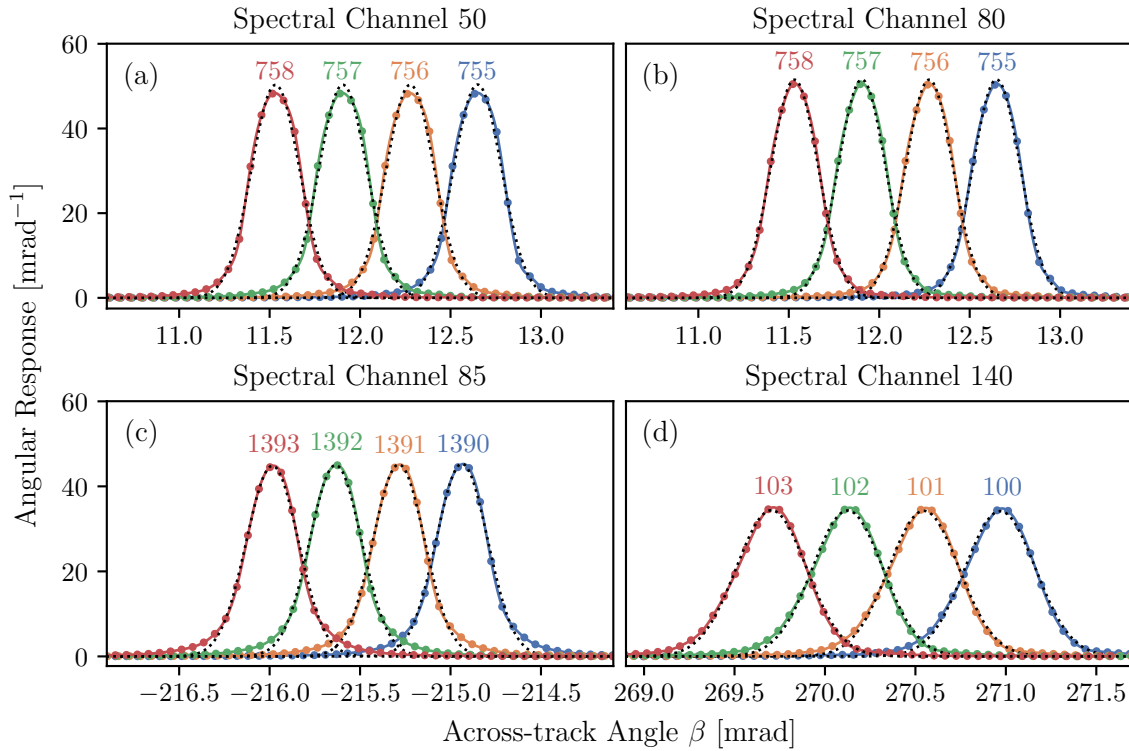 Spectral Channel 50
Spectral Channel 80
(a)
758 757 756 755
(b)
758 757 756 755
60
40
20
0
11.0 11.5 12.0 12.5 13.0
11.0 11.5 12.0 12.5 13.0
Spectral Channel 85
Spectral Channel 140
(c)
1393 1392 1391 1390
(d)
103 102 101 100
60
40
20
0
−216.5 −216.0 −215.5 −215.0 −214.5
269.0 269.5 270.0 270.5 271.0 271.5
Angular Response [mrad⁻¹]
Across-track Angle β [mrad]